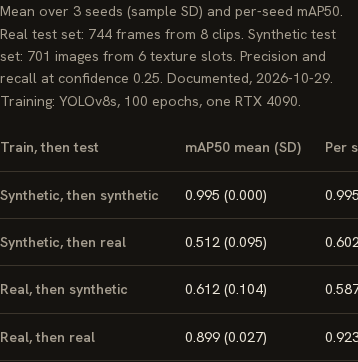 Mean over 3 seeds (sample SD) and per-seed mAP50.
Real test set: 744 frames from 8 clips. Synthetic test
set: 701 images from 6 texture slots. Precision and
recall at confidence 0.25. Documented, 2026-10-29.
Training: YOLOv8s, 100 epochs, one RTX 4090.
Train, then test mAP50 mean (SD) Per s
Synthetic, then synthetic 0.995 (0.000) 0.995
Synthetic, then real 0.512 (0.095) 0.602
Real, then synthetic 0.612 (0.104) 0.587
Real, then real 0.899 (0.027) 0.923